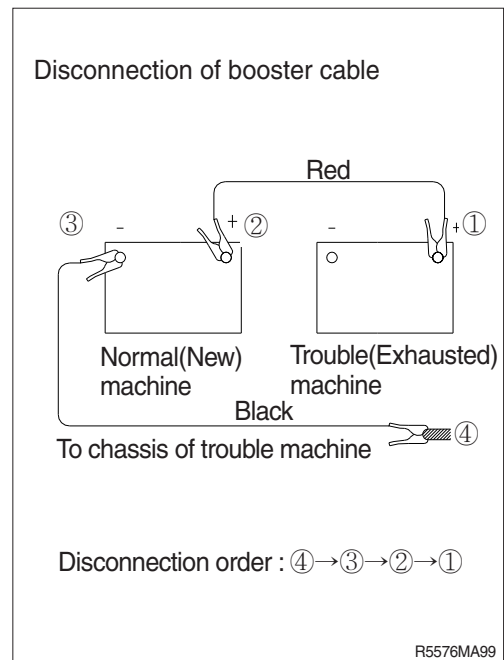 Disconnection of booster cable
Red
③ - + ② - + ①
Normal(New)
machine
Trouble(Exhausted)
machine
Black
To chassis of trouble machine ④
Disconnection order : ④→③→②→①
R5576MA99